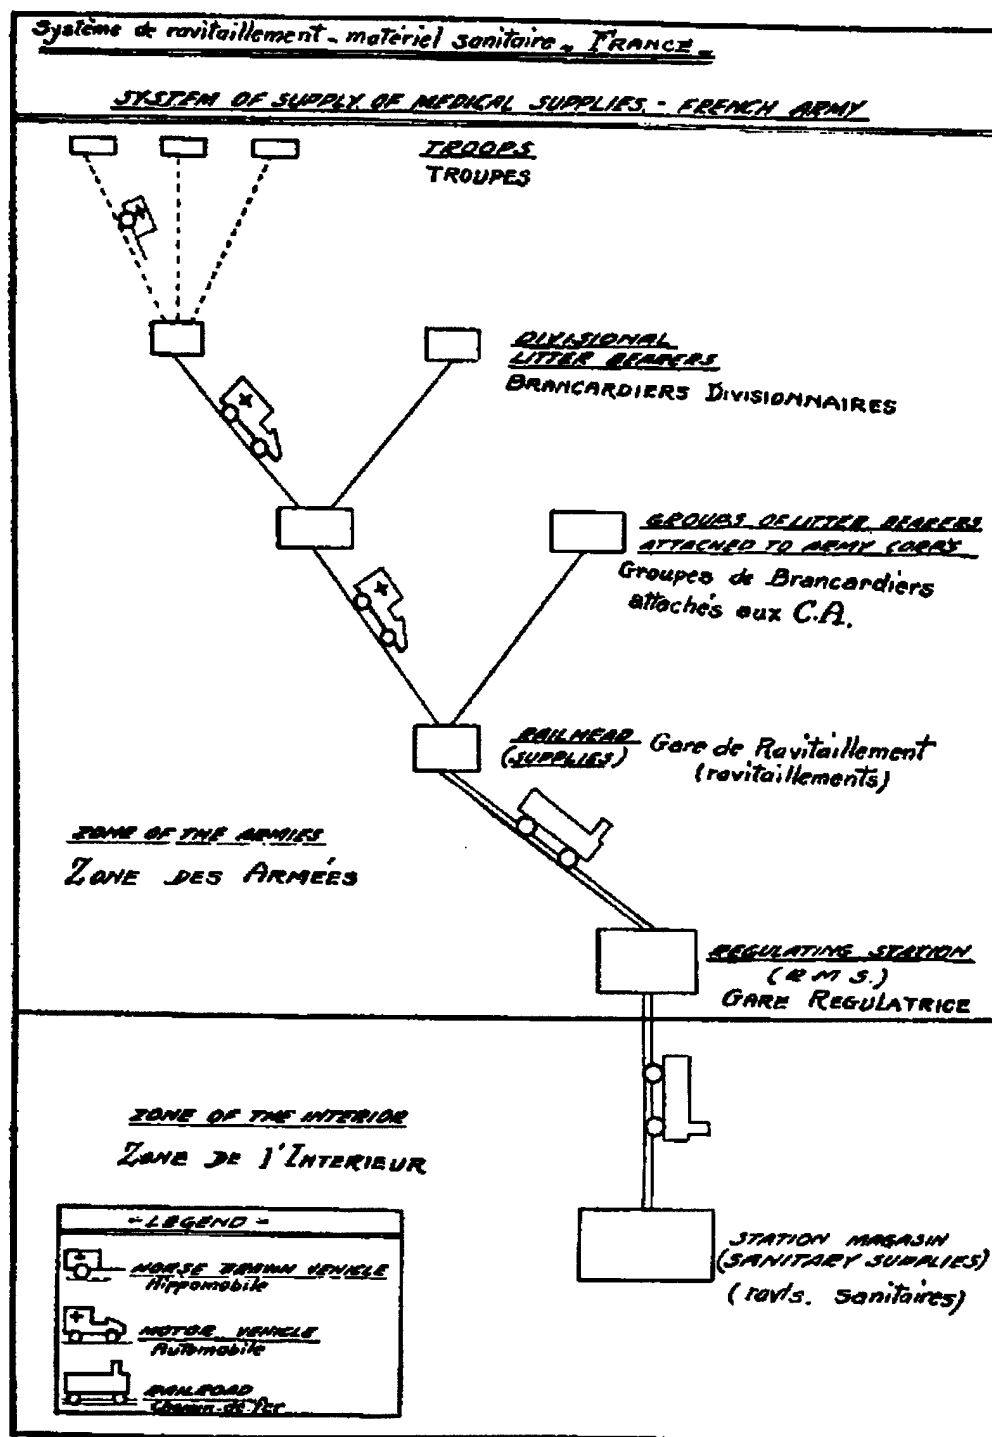 Système de ravitaillement - matériel sanitaire - FRANCE -
SYSTEM OF SUPPLY OF MEDICAL SUPPLIES - FRENCH ARMY
TROOPS
TROUPES
DIVISIONAL
LITTER BEARERS
BRANCARDIERS DIVISIONNAIRES
GROUPS OF LITTER BEARERS
ATTACHED TO ARMY CORPS
Groupes de Brancardiers
attachés aux C.A.
RAILHEAD Gare de Ravitaillement
(SUPPLIES) (ravitaillements)
ZONE OF THE ARMIES
ZONE DES ARMÉES
REGULATING STATION
(R M S.)
GARE REGULATRICE
ZONE OF THE INTERIOR
ZONE DE l'INTERIEUR
- LEGEND -
HORSE DRAWN VEHICLE
Hippomobile
MOTOR VEHICLE
Automobile
RAILROAD
Chemin-de-fer
STATION MAGASIN
(SANITARY SUPPLIES)
(ravts. sanitaires)